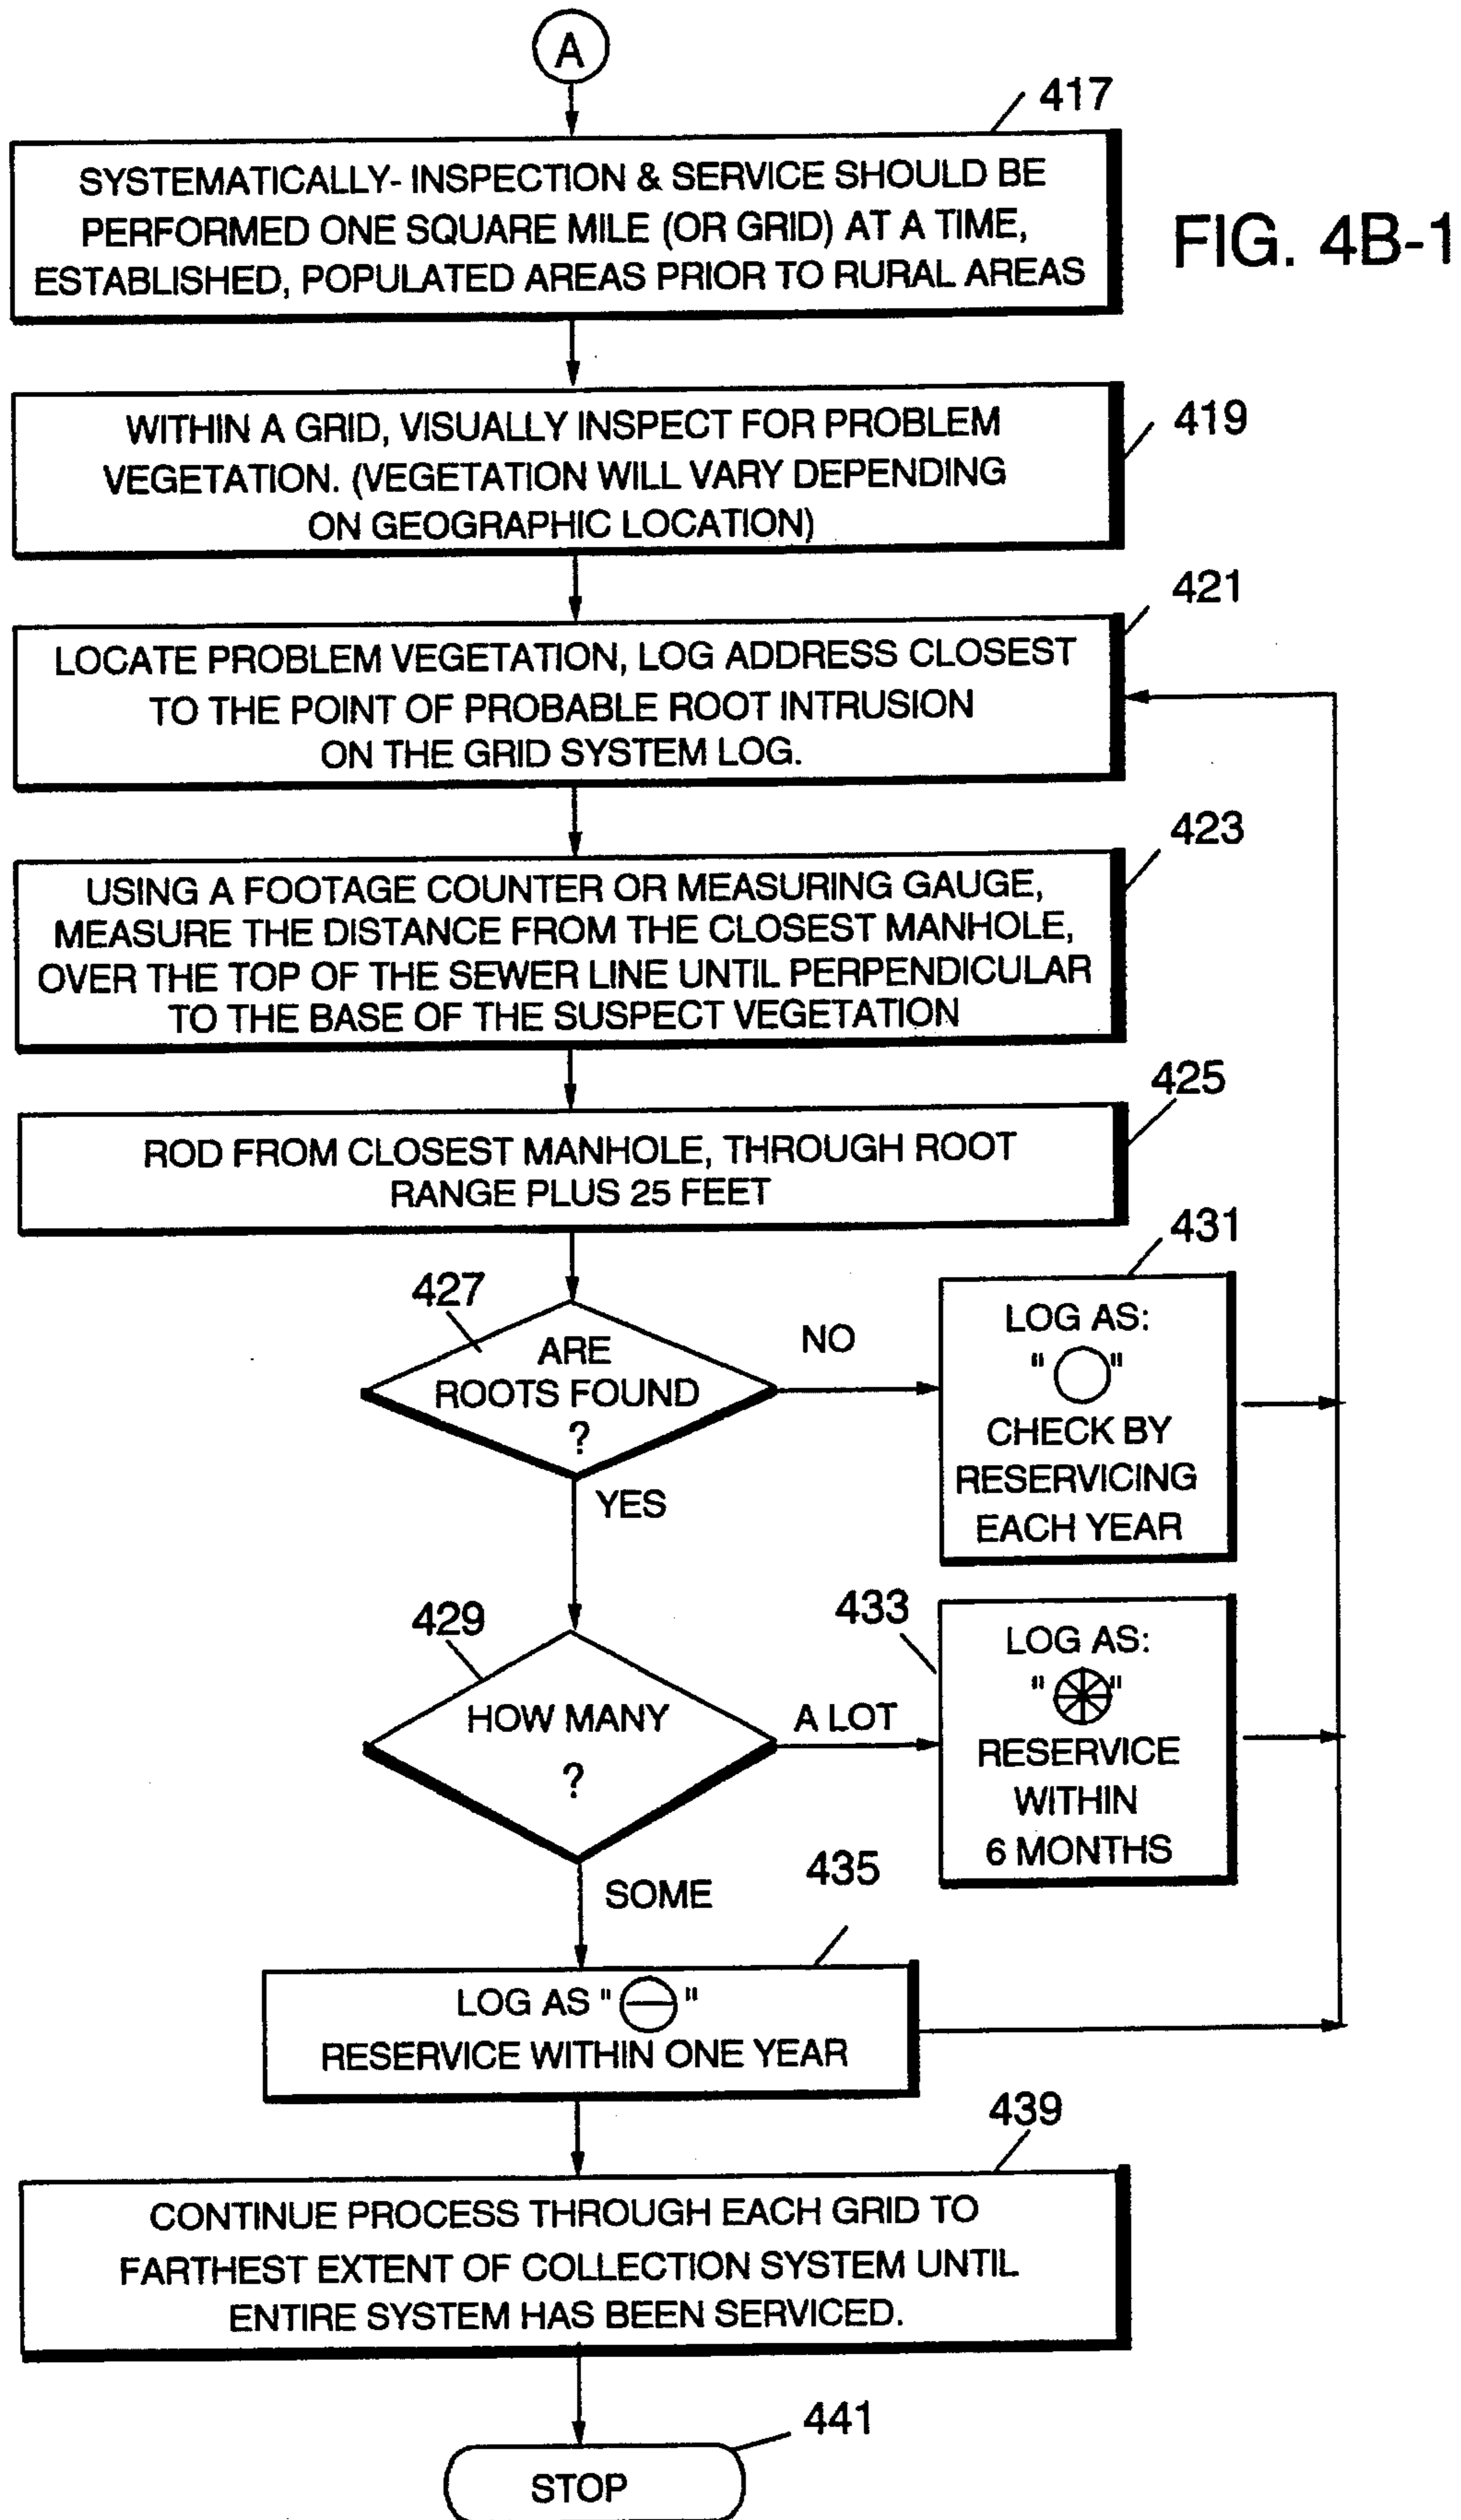 A
417
SYSTEMATICALLY- INSPECTION & SERVICE SHOULD BE
PERFORMED ONE SQUARE MILE (OR GRID) AT A TIME,
ESTABLISHED, POPULATED AREAS PRIOR TO RURAL AREAS
FIG. 4B-1
419
WITHIN A GRID, VISUALLY INSPECT FOR PROBLEM
VEGETATION. (VEGETATION WILL VARY DEPENDING
ON GEOGRAPHIC LOCATION)
421
LOCATE PROBLEM VEGETATION, LOG ADDRESS CLOSEST
TO THE POINT OF PROBABLE ROOT INTRUSION
ON THE GRID SYSTEM LOG.
423
USING A FOOTAGE COUNTER OR MEASURING GAUGE,
MEASURE THE DISTANCE FROM THE CLOSEST MANHOLE,
OVER THE TOP OF THE SEWER LINE UNTIL PERPENDICULAR
TO THE BASE OF THE SUSPECT VEGETATION
425
ROD FROM CLOSEST MANHOLE, THROUGH ROOT
RANGE PLUS 25 FEET
427
ARE
ROOTS FOUND
?
NO
YES
431
LOG AS:
" "
CHECK BY
RESERVICING
EACH YEAR
429
HOW MANY
?
A LOT
SOME
433
LOG AS:
" "
RESERVICE
WITHIN
6 MONTHS
435
LOG AS " "
RESERVICE WITHIN ONE YEAR
439
CONTINUE PROCESS THROUGH EACH GRID TO
FARTHEST EXTENT OF COLLECTION SYSTEM UNTIL
ENTIRE SYSTEM HAS BEEN SERVICED.
441
STOP